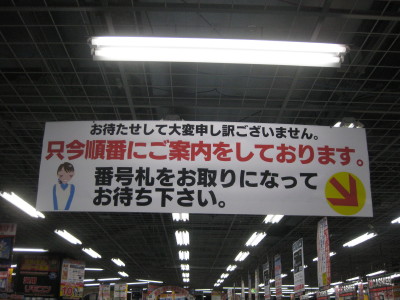 お待たせして大変申し訳ございません。
只今順番にご案内をしております。
番号札をお取りになって
お待ち下さい。